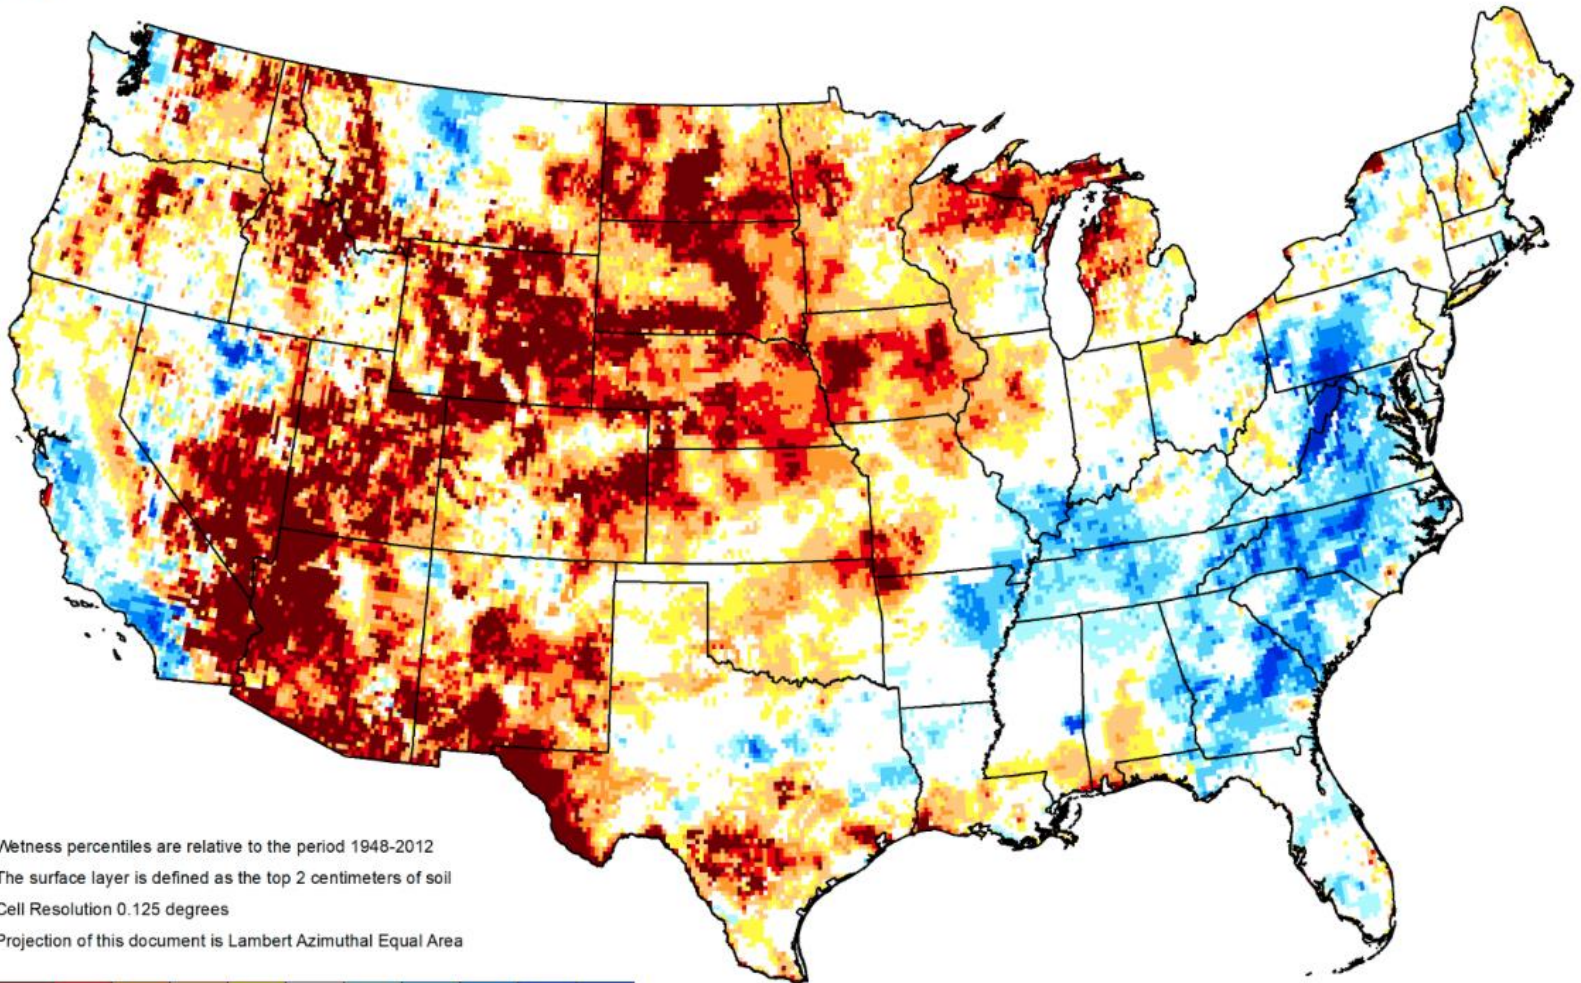 Wetness percentiles are relative to the period 1948-2012
The surface layer is defined as the top 2 centimeters of soil
Cell Resolution 0.125 degrees
Projection of this document is Lambert Azimuthal Equal Area